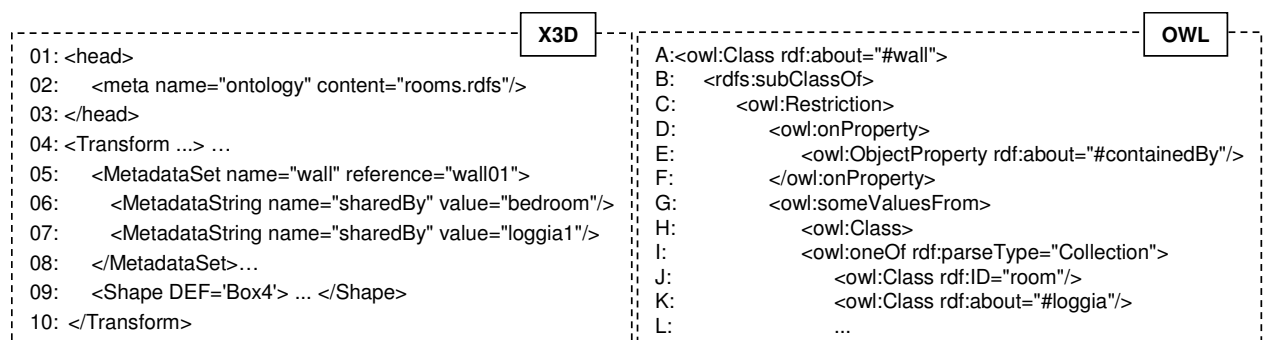 X3D
01: <head>
02: <meta name="ontology" content="rooms.rdfs"/>
03: </head>
04: <Transform ...> …
05: <MetadataSet name="wall" reference="wall01">
06: <MetadataString name="sharedBy" value="bedroom"/>
07: <MetadataString name="sharedBy" value="loggia1"/>
08: </MetadataSet>…
09: <Shape DEF='Box4'> ... </Shape>
10: </Transform>
OWL
A:<owl:Class rdf:about="#wall">
B: <rdfs:subClassOf>
C: <owl:Restriction>
D: <owl:onProperty>
E: <owl:ObjectProperty rdf:about="#containedBy"/>
F: </owl:onProperty>
G: <owl:someValuesFrom>
H: <owl:Class>
I: <owl:oneOf rdf:parseType="Collection">
J: <owl:Class rdf:ID="room"/>
K: <owl:Class rdf:about="#loggia"/>
L: ...